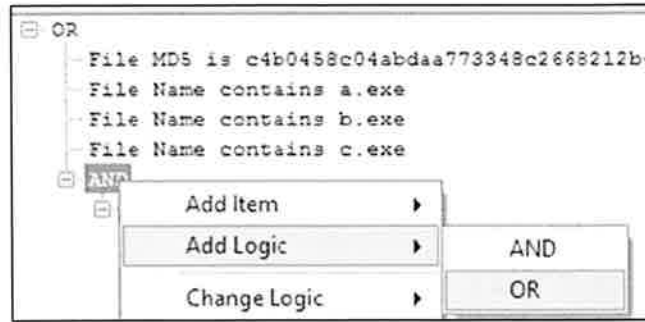 OR
File MD5 is c4b0458c04abdaa773348c2668212b
File Name contains a.exe
File Name contains b.exe
File Name contains c.exe
AND
Add Item
Add Logic
AND
Change Logic
OR